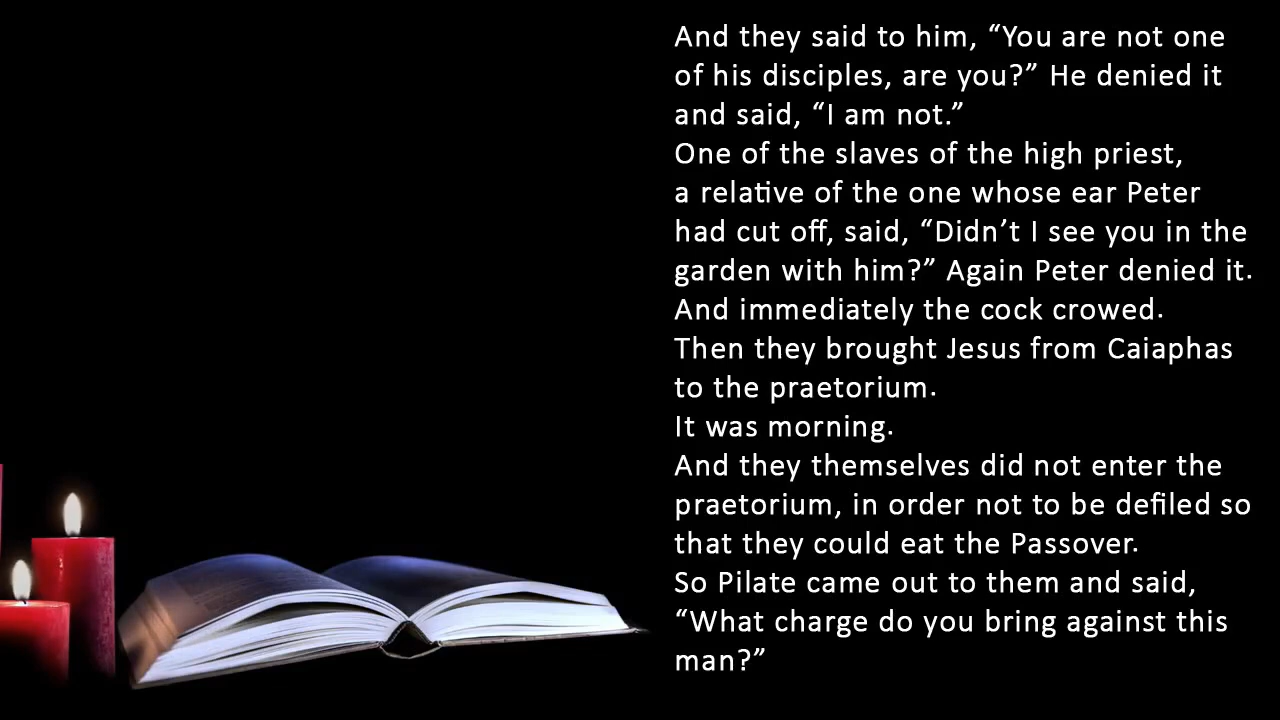 And they said to him, “You are not one
of his disciples, are you?” He denied it
and said, “I am not.”
One of the slaves of the high priest,
a relative of the one whose ear Peter
had cut off, said, “Didn’t I see you in the
garden with him?” Again Peter denied it.
And immediately the cock crowed.
Then they brought Jesus from Caiaphas
to the praetorium.
It was morning.
And they themselves did not enter the
praetorium, in order not to be defiled so
that they could eat the Passover.
So Pilate came out to them and said,
“What charge do you bring against this
man?”